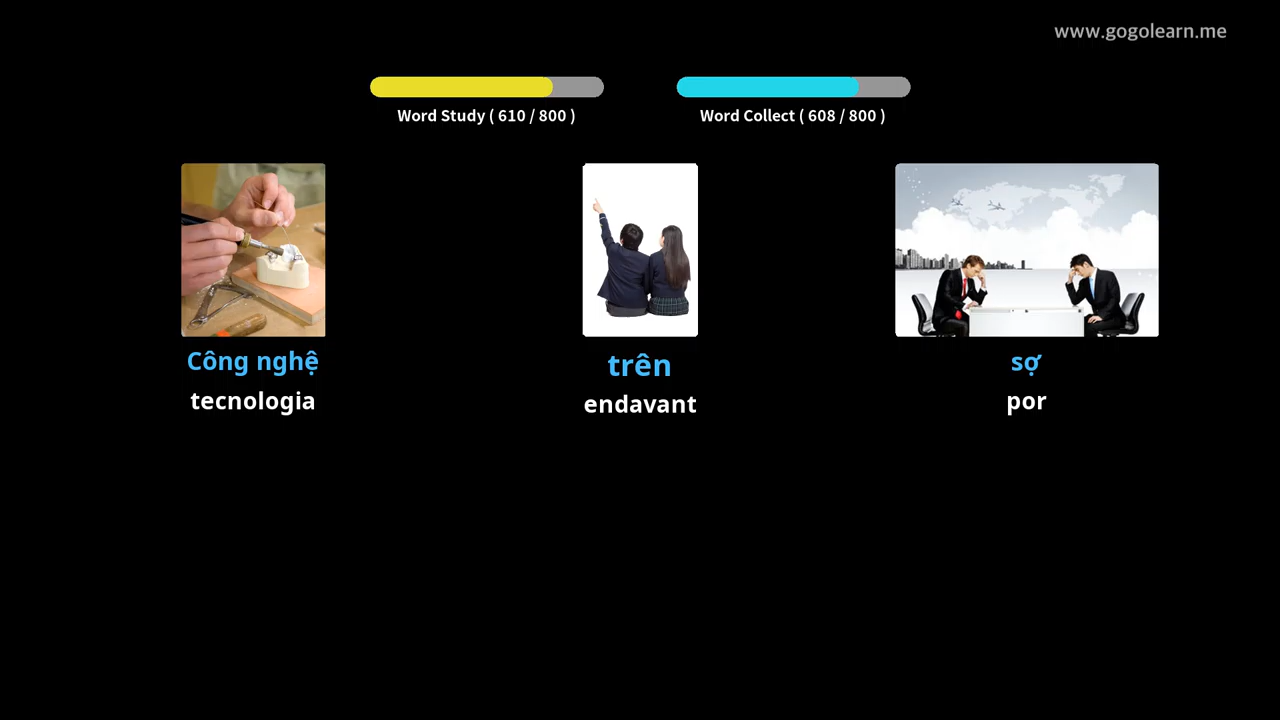 www.gogolearn.me
Word Study ( 610 / 800 )
Word Collect ( 608 / 800 )
Công nghệ
tecnologia
trên
endavant
sợ
por